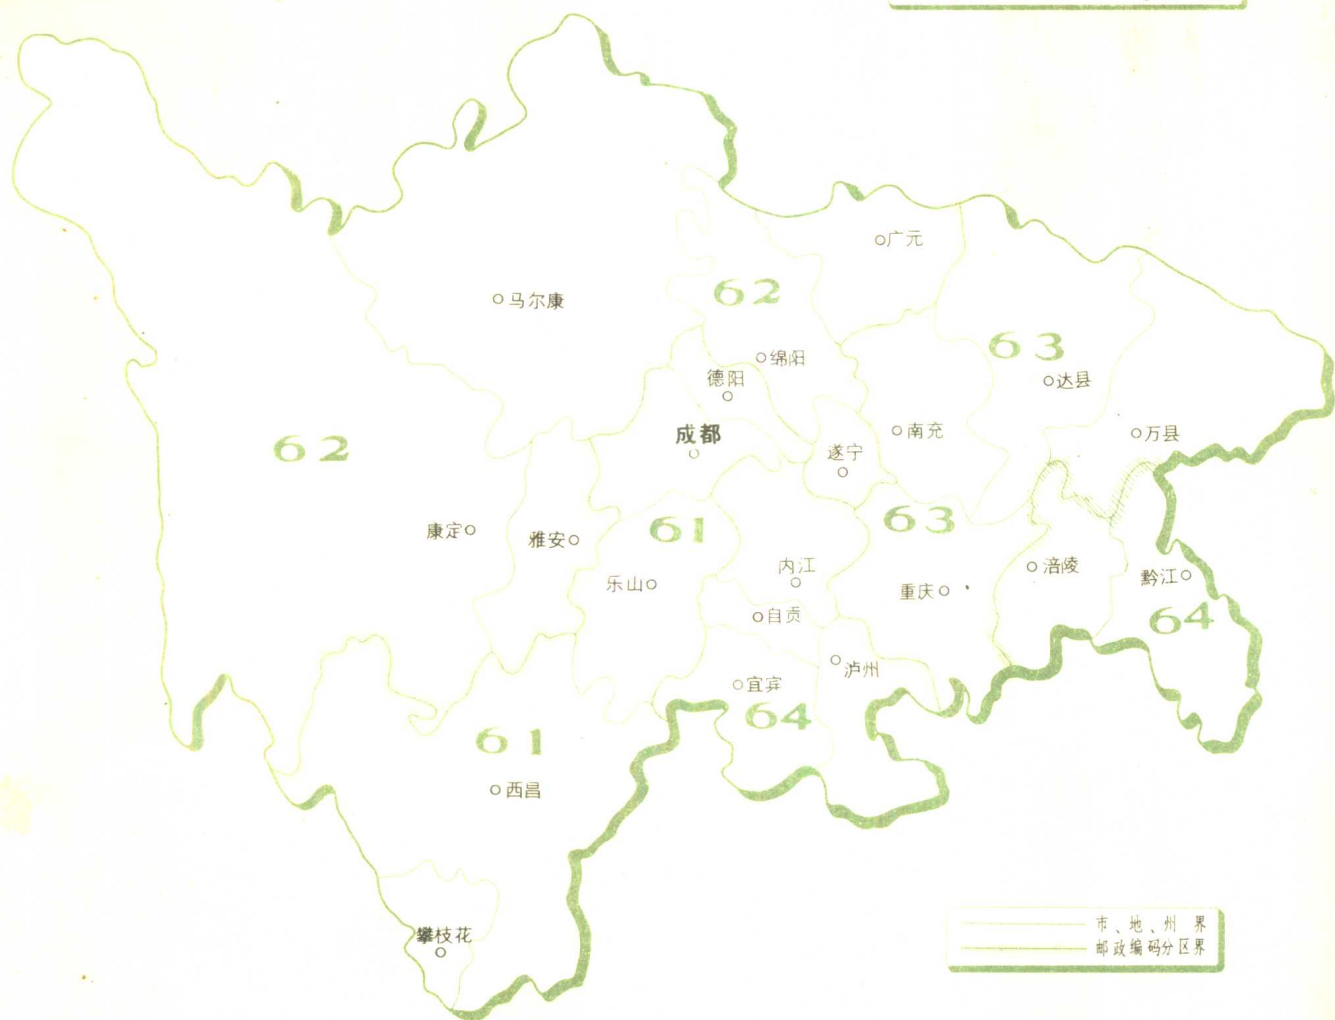 广元
马尔康
62
63
绵阳
德阳
达县
成都
南充
万县
62
遂宁
63
康定
雅安
61
内江
涪陵
黔江
乐山
重庆
自贡
64
泸州
宜宾
64
61
西昌
攀枝花
市、地、州 界
邮政编码分区界